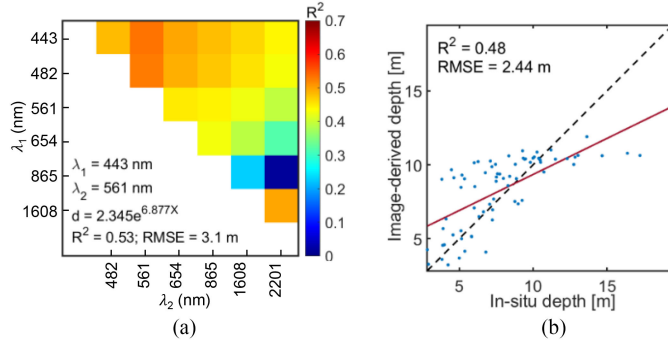 R²
443
482
561
654
865
1608
λ₁ (nm)
λ₁ = 443 nm
λ₂ = 561 nm
d = 2.345e^6.877X
R² = 0.53; RMSE = 3.1 m
482
561
654
865
1608
2201
λ₂ (nm)
0.7
0.6
0.5
0.4
0.3
0.2
0.1
0
(a)
R² = 0.48
RMSE = 2.44 m
Image-derived depth [m]
15
10
5
5
10
15
In-situ depth [m]
(b)